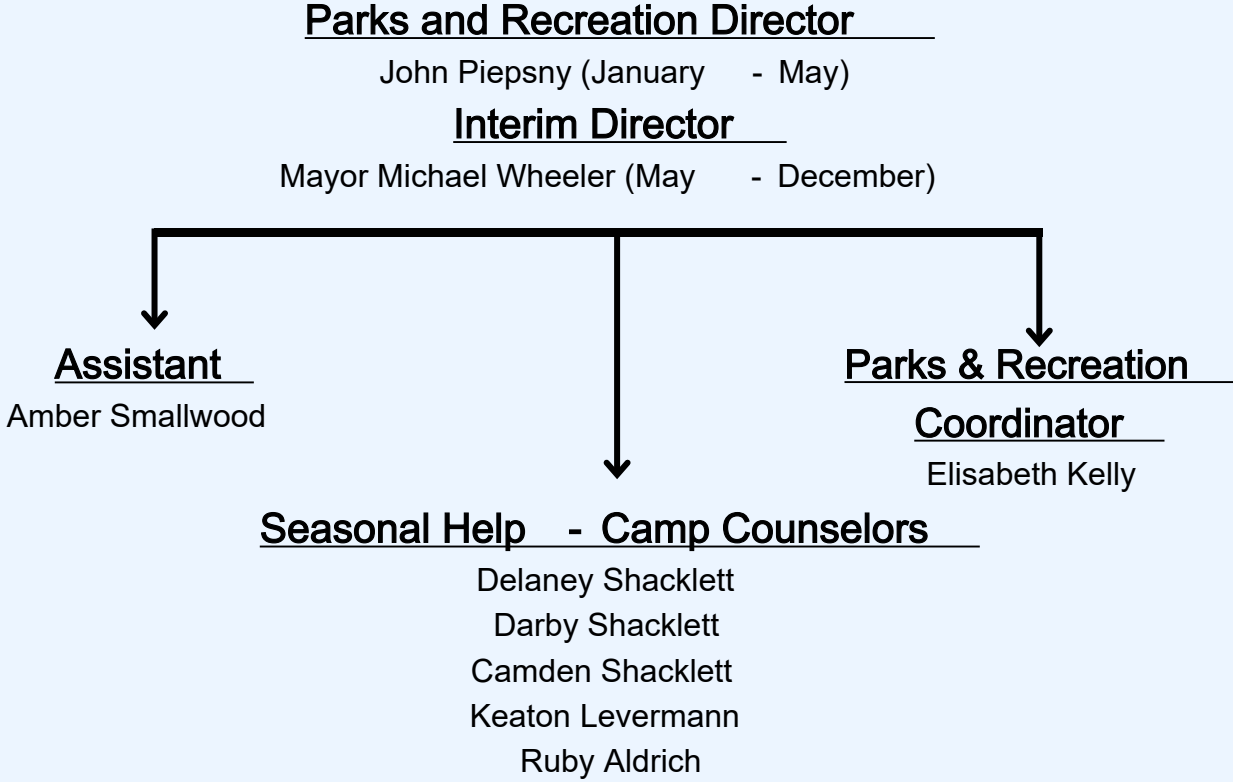 Parks and Recreation Director
John Piepsny (January - May)
Interim Director
Mayor Michael Wheeler (May - December)
Assistant
Amber Smallwood
Parks & Recreation
Coordinator
Elisabeth Kelly
Seasonal Help - Camp Counselors
Delaney Shacklett
Darby Shacklett
Camden Shacklett
Keaton Levermann
Ruby Aldrich